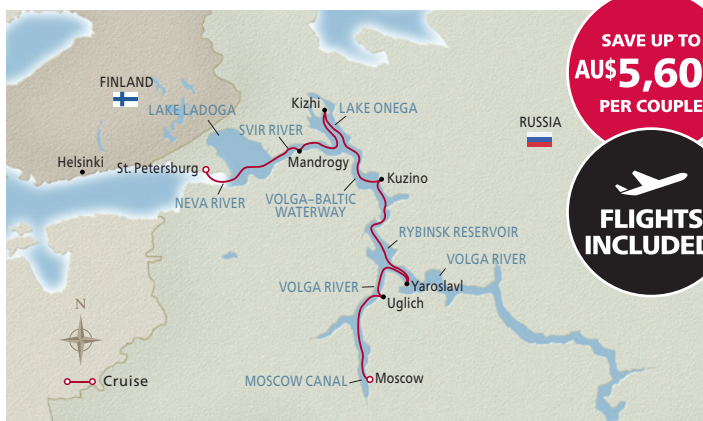 SAVE UP TO
AU$5,60
PER COUPLE
FINLAND
LAKE LADOGA
Kizhi
LAKE ONEGA
SVIR RIVER
RUSSIA
Helsinki
St. Petersburg
Mandrogy
Kuzino
NEVA RIVER
VOLGA–BALTIC
WATERWAY
FLIGHTS
INCLUDED
RYBINSK RESERVOIR
VOLGA RIVER
VOLGA RIVER
Yaroslavl
Uglich
N
Cruise
MOSCOW CANAL
Moscow